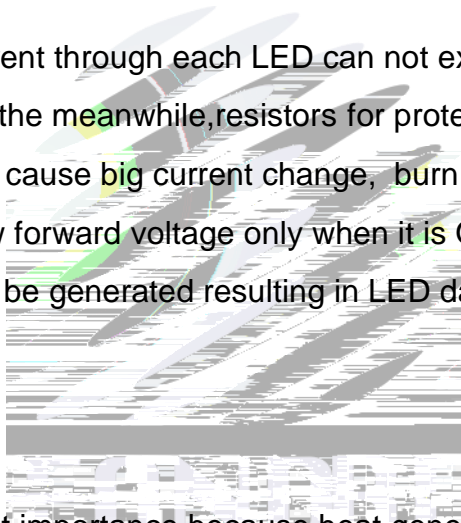 ent through each LED can not ex
the meanwhile,resistors for prote
cause big current change, burn
forward voltage only when it is
be generated resulting in LED da
importance because heat gene